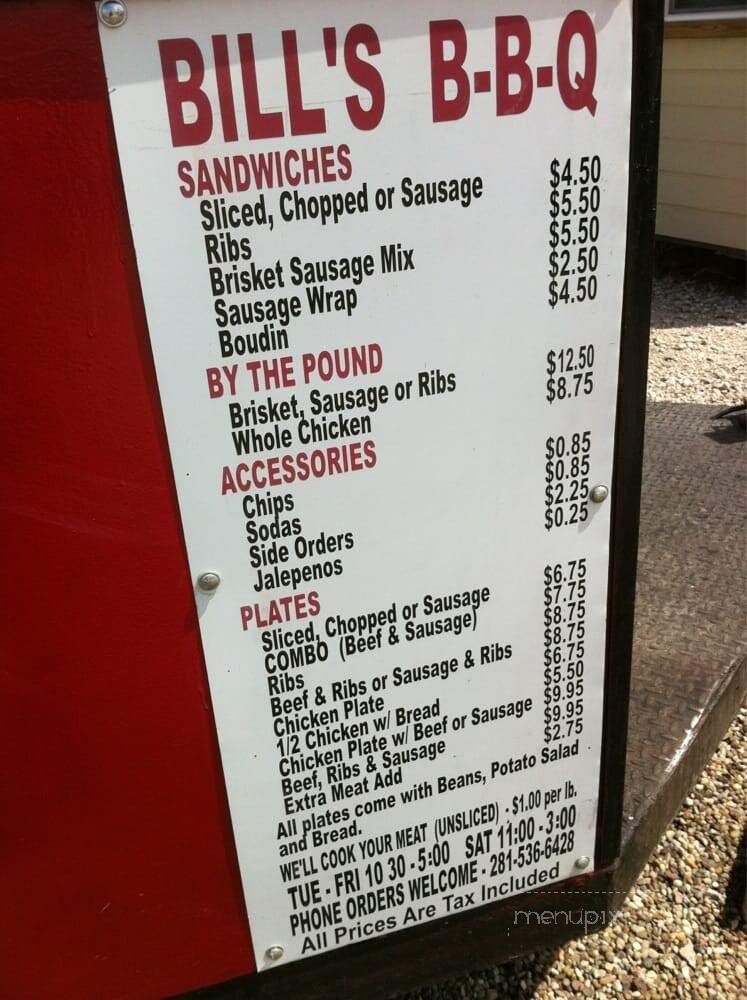 BILL'S B-B-Q
SANDWICHES
Sliced, Chopped or Sausage $4.50
Ribs $5.50
Brisket Sausage Mix $5.50
Sausage Wrap $2.50
Boudin $4.50
BY THE POUND
Brisket, Sausage or Ribs $12.50
Whole Chicken $8.75
ACCESSORIES
Chips $0.85
Sodas $0.85
Side Orders $2.25
Jalepenos $0.25
PLATES
Sliced, Chopped or Sausage $6.75
COMBO (Beef & Sausage) $7.75
Ribs $8.75
Beef & Ribs or Sausage & Ribs $8.75
Chicken Plate $6.75
1/2 Chicken w/ Bread $5.50
Chicken Plate w/ Beef or Sausage $9.95
Beef, Ribs & Sausage $9.95
Extra Meat Add $2.75
All plates come with Beans, Potato Salad
and Bread.
WE'LL COOK YOUR MEAT (UNSLICED) - $1.00 per lb.
TUE - FRI 10 30 - 5:00 SAT 11:00 - 3:00
PHONE ORDERS WELCOME - 281-536-6428
All Prices Are Tax Included
menupix